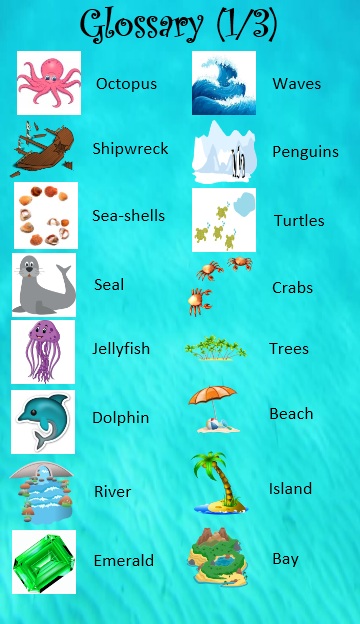 Glossary (1/3)
Octopus
Waves
Shipwreck
Penguins
Sea-shells
Turtles
Seal
Crabs
Jellyfish
Trees
Dolphin
Beach
River
Island
Emerald
Bay